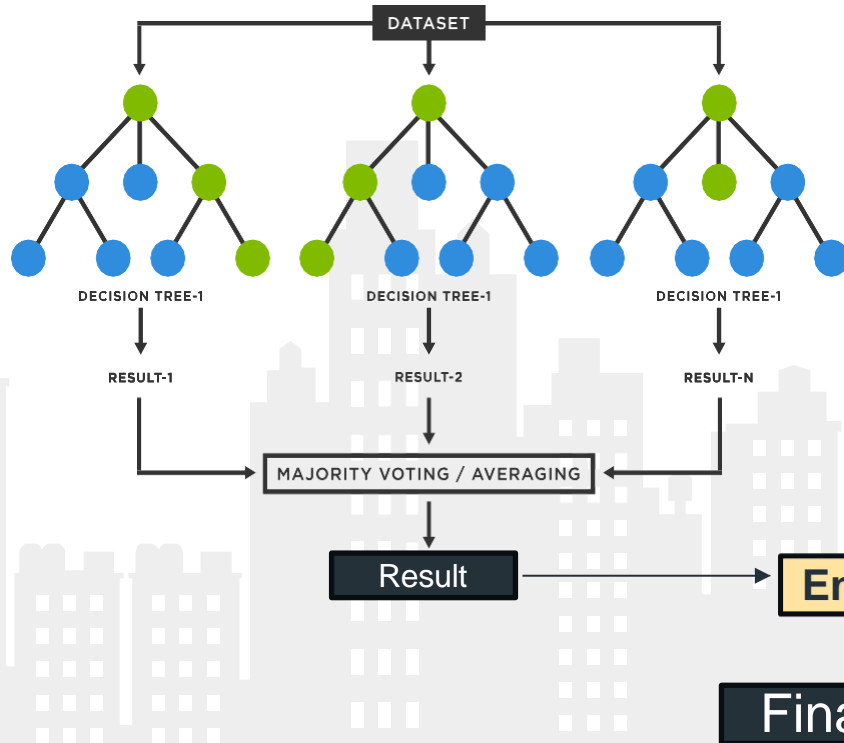 DATASET
DECISION TREE-1
DECISION TREE-1
DECISION TREE-1
RESULT-1
RESULT-2
RESULT-N
MAJORITY VOTING / AVERAGING
Result